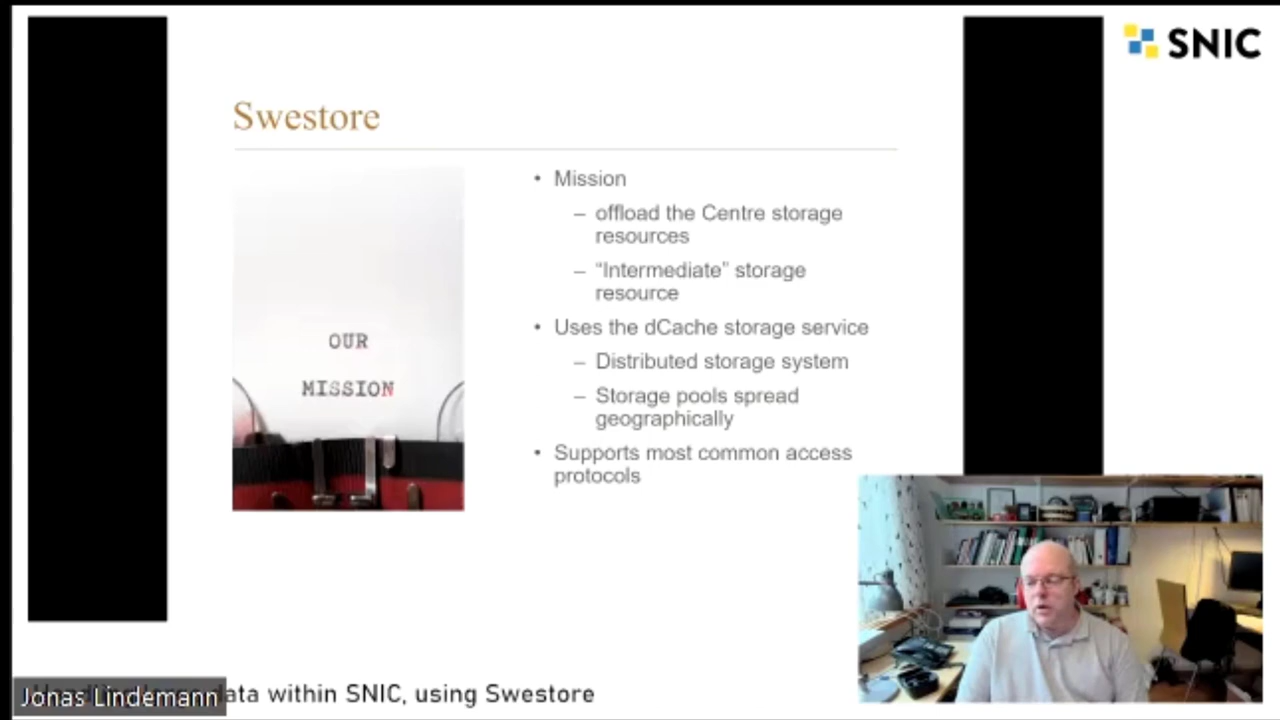 SNIC
Swestore
OUR
MISSION
• Mission
– offload the Centre storage
resources
– “Intermediate” storage
resource
• Uses the dCache storage service
– Distributed storage system
– Storage pools spread
geographically
• Supports most common access
protocols
Jonas Lindemann
data within SNIC, using Swestore